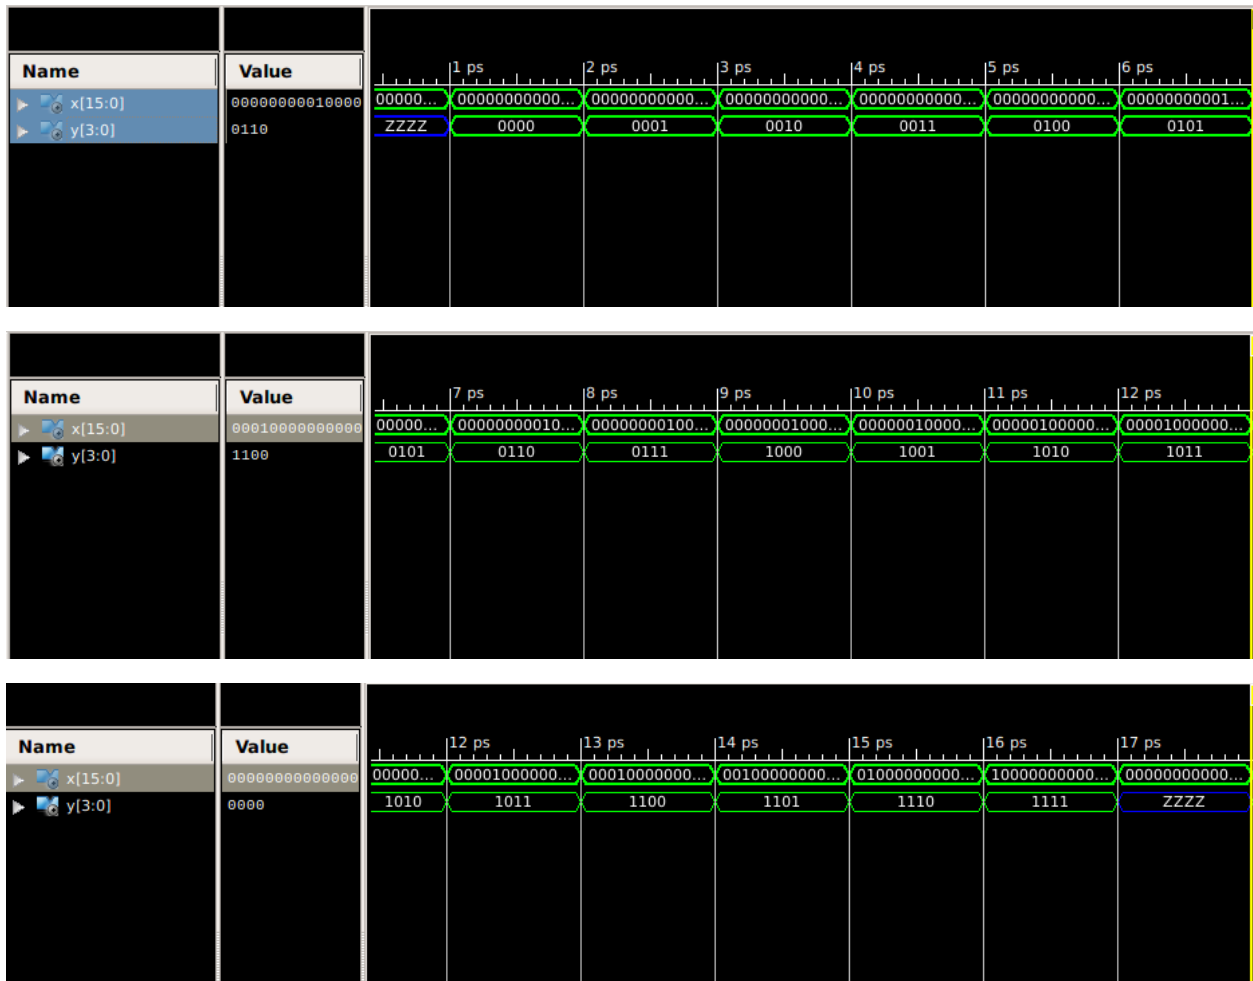 1 ps 2 ps 3 ps 4 ps 5 ps 6 ps
Name Value
x[15:0] 00000000010000 00000... 00000000000... 00000000000... 00000000000... 00000000000... 00000000000... 00000000001...
y[3:0] 0110 ZZZZ 0000 0001 0010 0011 0100 0101
7 ps 8 ps 9 ps 10 ps 11 ps 12 ps
Name Value
x[15:0] 00010000000000 00000... 00000000010... 00000000100... 00000001000... 00000010000... 00000100000... 00001000000...
y[3:0] 1100 0101 0110 0111 1000 1001 1010 1011
12 ps 13 ps 14 ps 15 ps 16 ps 17 ps
Name Value
x[15:0] 00000000000000 00000... 00001000000... 00010000000... 00100000000... 01000000000... 10000000000... 00000000000...
y[3:0] 0000 1010 1011 1100 1101 1110 1111 ZZZZ